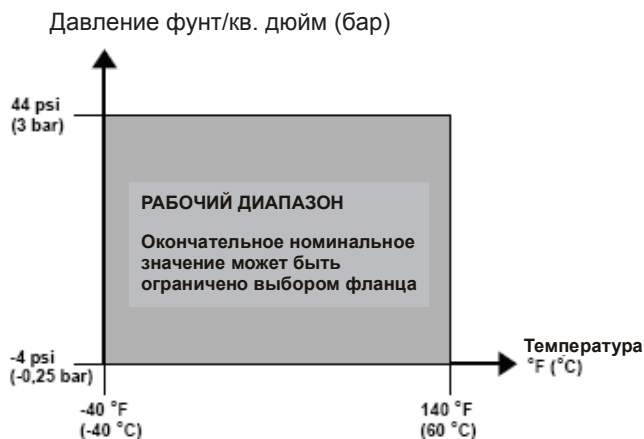 Давление фунт/кв. дюйм (бар)
44 psi
(3 bar)
РАБОЧИЙ ДИАПАЗОН
Окончательное номинальное
значение может быть
ограничено выбором фланца
-4 psi
(-0,25 bar)
Температура
°F (°C)
-40 °F
(-40 °C)
140 °F
(60 °C)